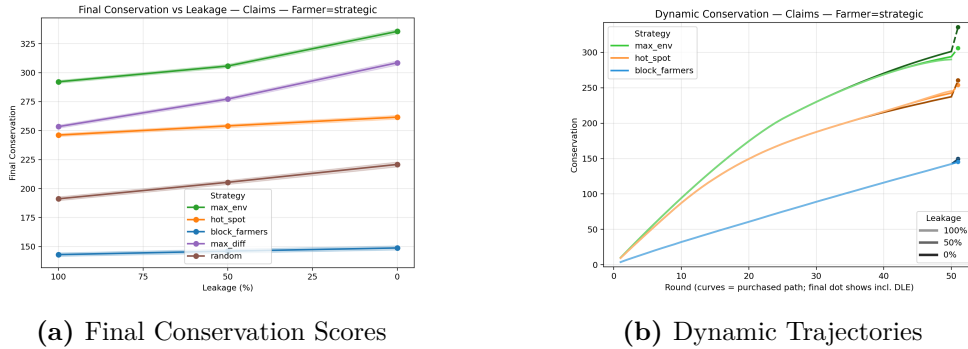 Final Conservation vs Leakage — Claims — Farmer=strategic
Final Conservation
325
300
275
250
225
200
175
150
100
75
50
25
0
Leakage (%)
Strategy
max_env
hot_spot
block_farmers
max_diff
random
(a) Final Conservation Scores
Dynamic Conservation — Claims — Farmer=strategic
Conservation
300
250
200
150
100
50
0
0
10
20
30
40
50
Round (curves = purchased path; final dot shows incl. DLE)
Strategy
max_env
hot_spot
block_farmers
Leakage
100%
50%
0%
(b) Dynamic Trajectories